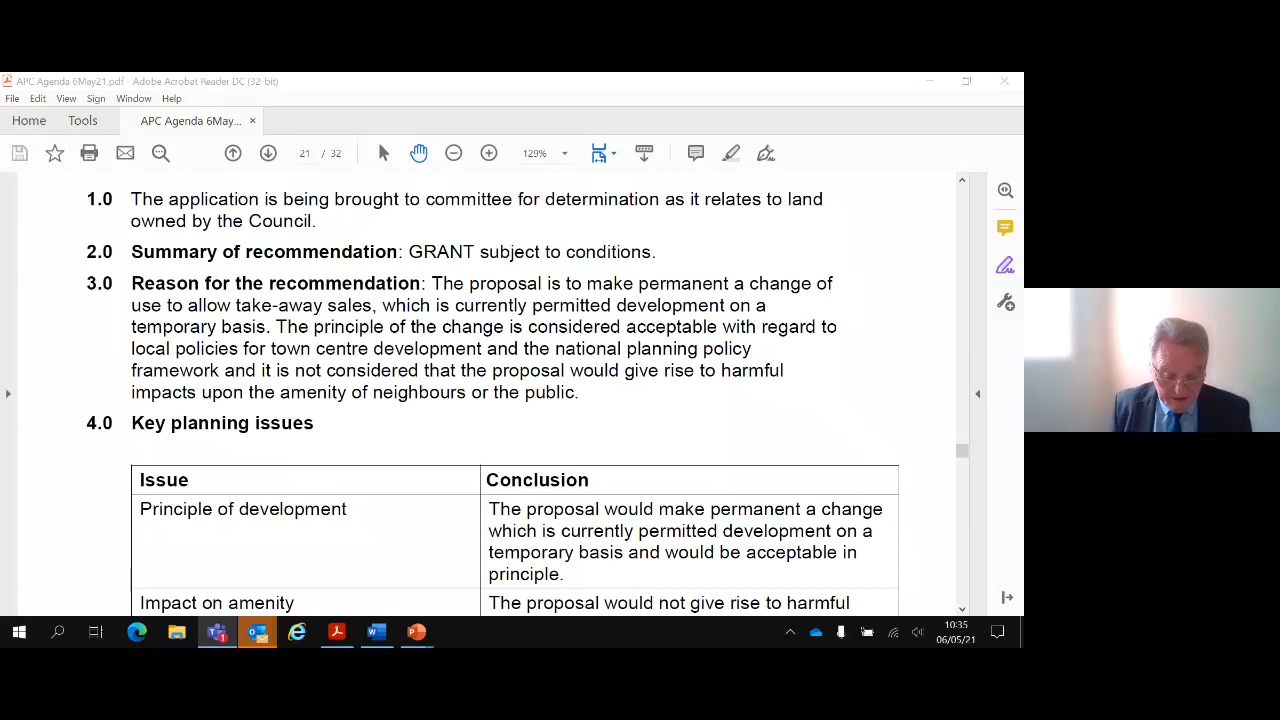 APC Agenda 6May21.pdf - Adobe Acrobat Reader DC (32-bit)
File Edit View Sign Window Help
Home Tools APC Agenda 6May... ×
21 / 32 129%
1.0 The application is being brought to committee for determination as it relates to land
owned by the Council.
2.0 Summary of recommendation: GRANT subject to conditions.
3.0 Reason for the recommendation: The proposal is to make permanent a change of
use to allow take-away sales, which is currently permitted development on a
temporary basis. The principle of the change is considered acceptable with regard to
local policies for town centre development and the national planning policy
framework and it is not considered that the proposal would give rise to harmful
impacts upon the amenity of neighbours or the public.
4.0 Key planning issues
Issue Conclusion
Principle of development The proposal would make permanent a change
which is currently permitted development on a
temporary basis and would be acceptable in
principle.
Impact on amenity The proposal would not give rise to harmful
10:35
06/05/21